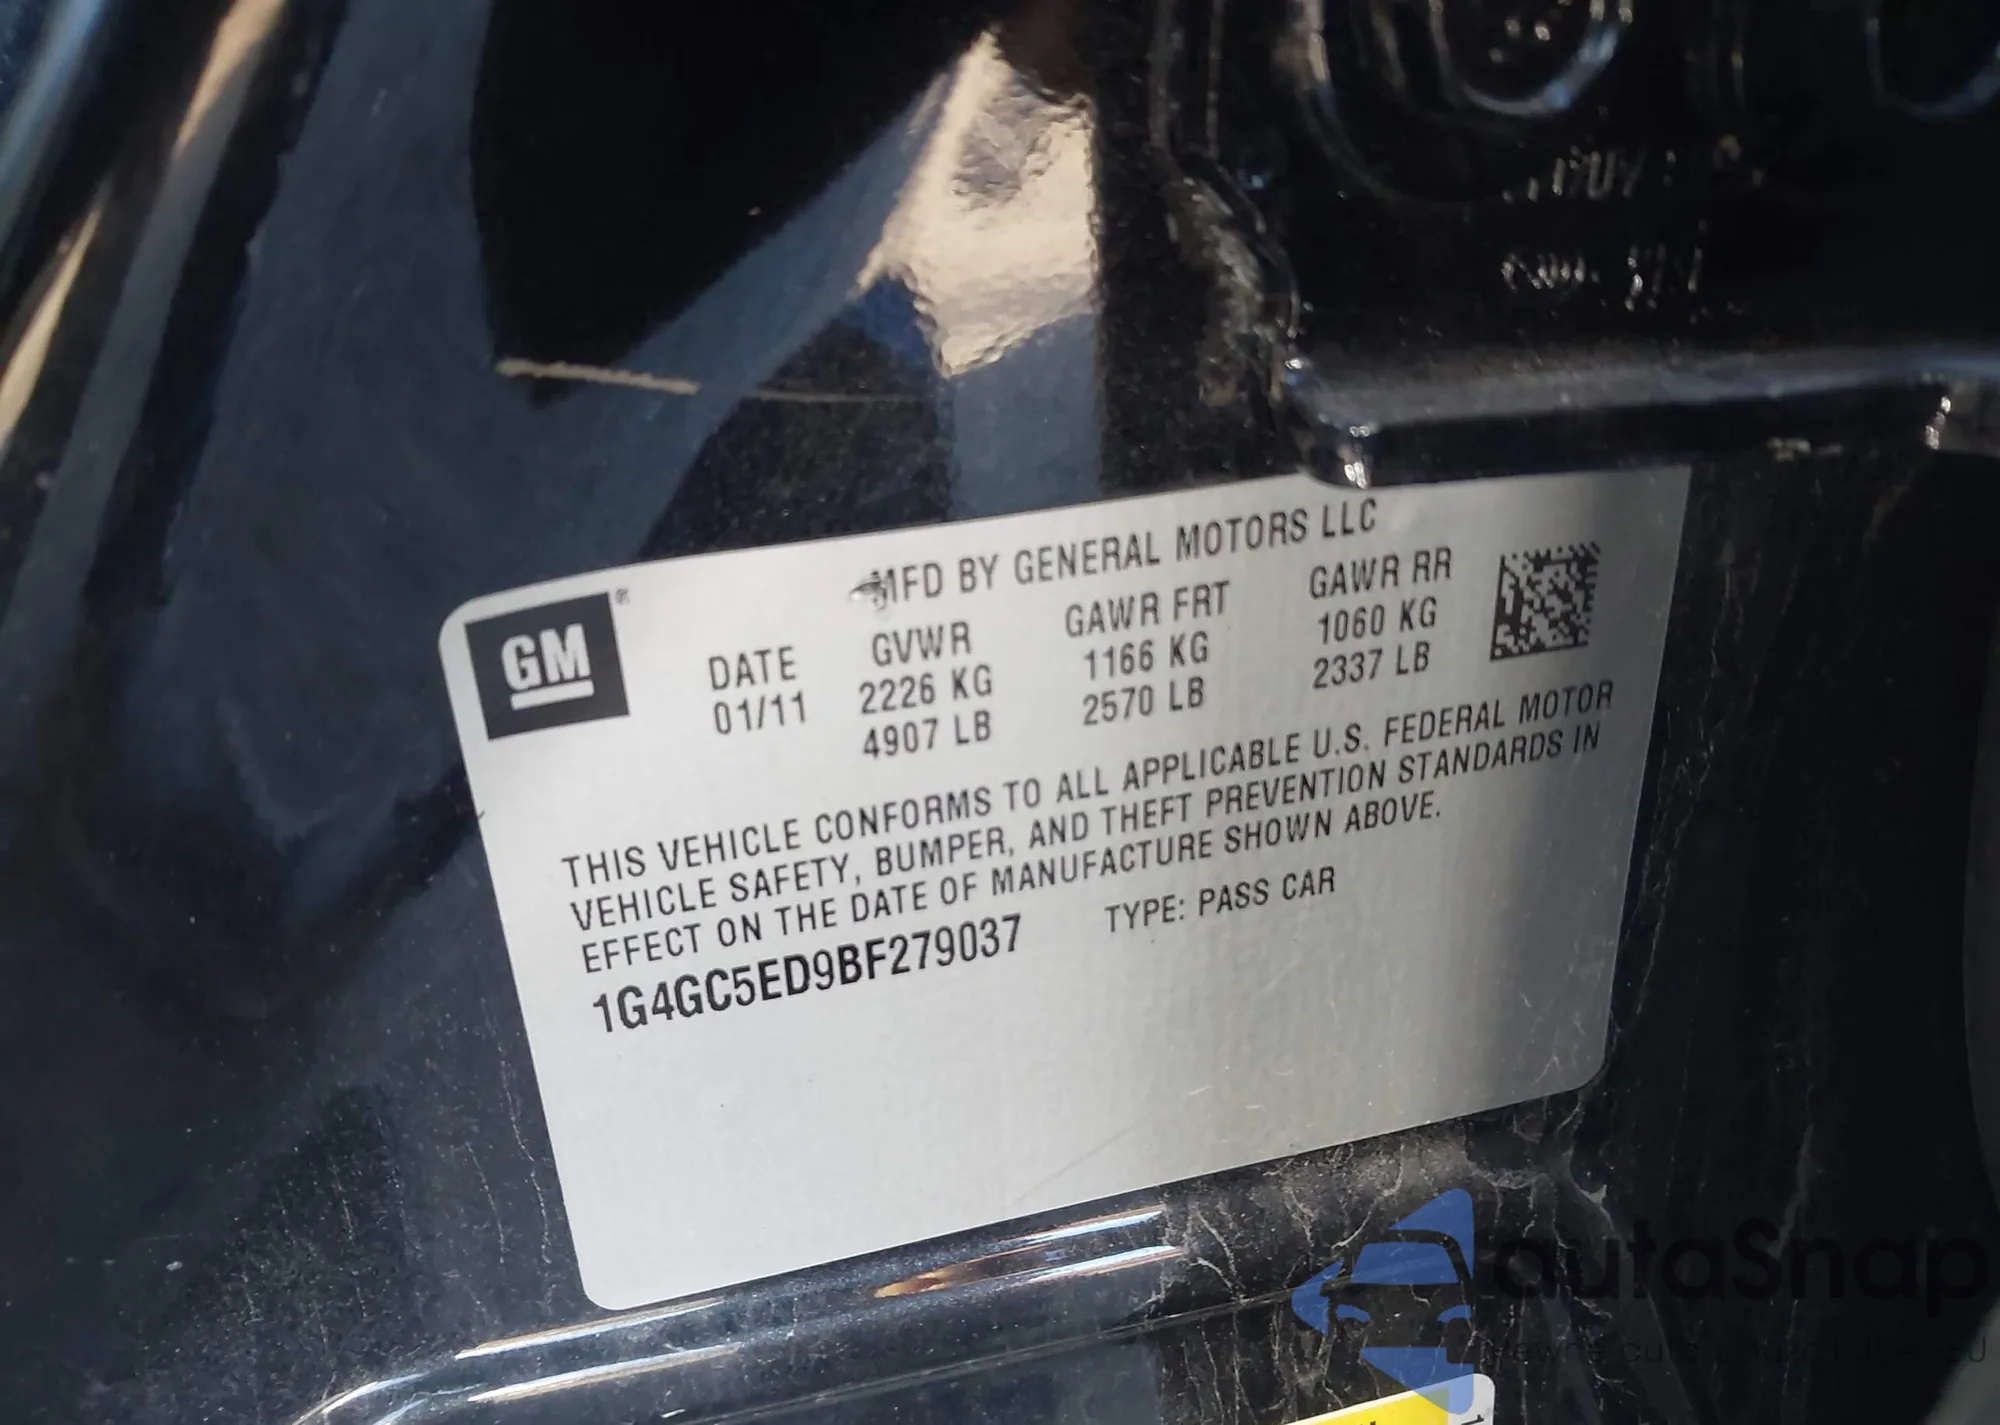 MFD BY GENERAL MOTORS LLC
GM®
DATE GVWR GAWR FRT GAWR RR
01/11 2226 KG 1166 KG 1060 KG
4907 LB 2570 LB 2337 LB
THIS VEHICLE CONFORMS TO ALL APPLICABLE U.S. FEDERAL MOTOR
VEHICLE SAFETY, BUMPER, AND THEFT PREVENTION STANDARDS IN
EFFECT ON THE DATE OF MANUFACTURE SHOWN ABOVE.
1G4GC5ED9BF279037 TYPE: PASS CAR
autoSnap